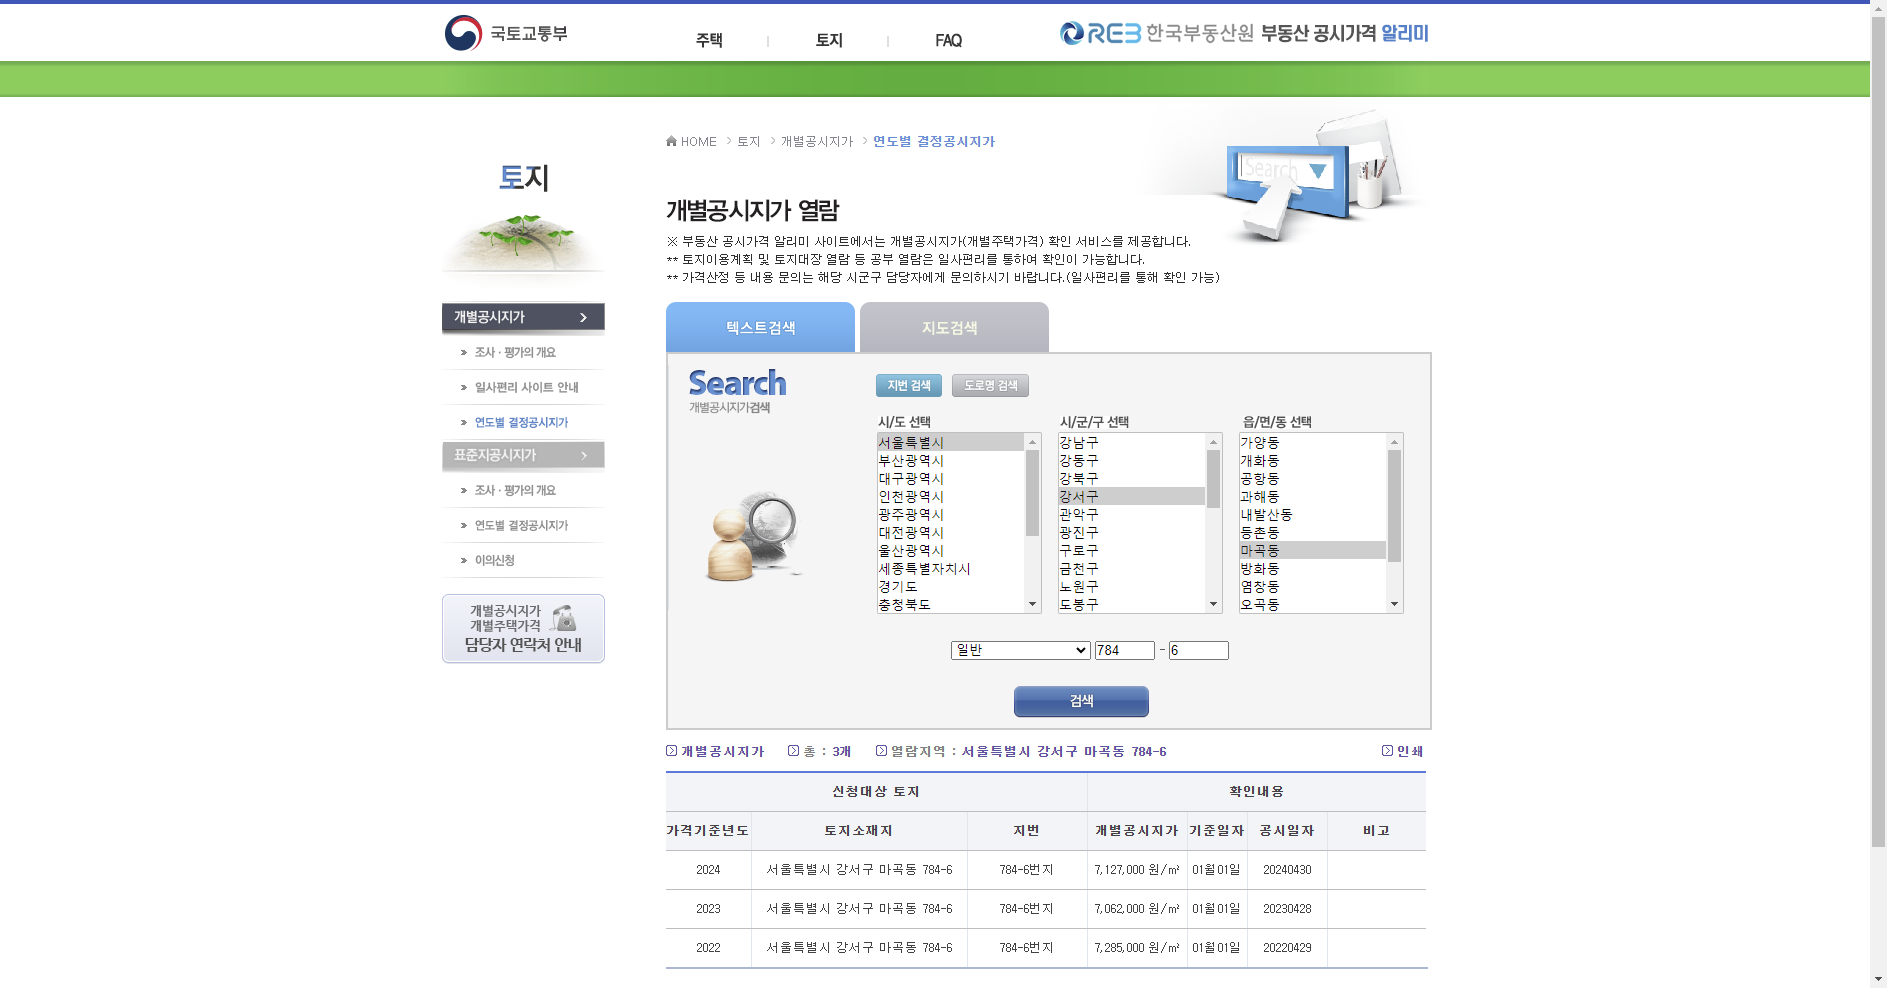 국토교통부
주택
토지
FAQ
REB 한국부동산원 부동산 공시가격 알리미
HOME > 토지 > 개별공시지가 > 연도별 결정공시지가
Search
토지
개별공시지가 열람
※ 부동산 공시가격 알리미 사이트에서는 개별공시지가(개별주택가격) 확인 서비스를 제공합니다.
** 토지이용계획 및 토지대장 열람 등 공부 열람은 일사편리를 통하여 확인이 가능합니다.
** 가격산정 등 내용 문의는 해당 시군구 담당자에게 문의하시기 바랍니다.(일사편리를 통해 확인 가능)
개별공시지가
조사ㆍ평가의 개요
일사편리 사이트 안내
연도별 결정공시지가
표준지공시지가
조사ㆍ평가의 개요
연도별 결정공시지가
이의신청
개별공시지가
개별주택가격
담당자 연락처 안내
텍스트검색
지도검색
Search
개별공시지가검색
지번 검색
도로명 검색
시/도 선택
서울특별시
부산광역시
대구광역시
인천광역시
광주광역시
대전광역시
울산광역시
세종특별자치시
경기도
충청북도
시/군/구 선택
강남구
강동구
강북구
강서구
관악구
광진구
구로구
금천구
노원구
도봉구
읍/면/동 선택
가양동
개화동
공항동
과해동
내발산동
등촌동
마곡동
방화동
염창동
오곡동
일반 784 - 6
검색
개별공시지가 총 : 3개 열람지역 : 서울특별시 강서구 마곡동 784-6 인쇄
신청대상 토지 확인내용
가격기준년도 토지소재지 지번 개별공시지가 기준일자 공시일자 비고
2024 서울특별시 강서구 마곡동 784-6 784-6번지 7,127,000 원/㎡ 01월01일 20240430
2023 서울특별시 강서구 마곡동 784-6 784-6번지 7,062,000 원/㎡ 01월01일 20230428
2022 서울특별시 강서구 마곡동 784-6 784-6번지 7,285,000 원/㎡ 01월01일 20220429